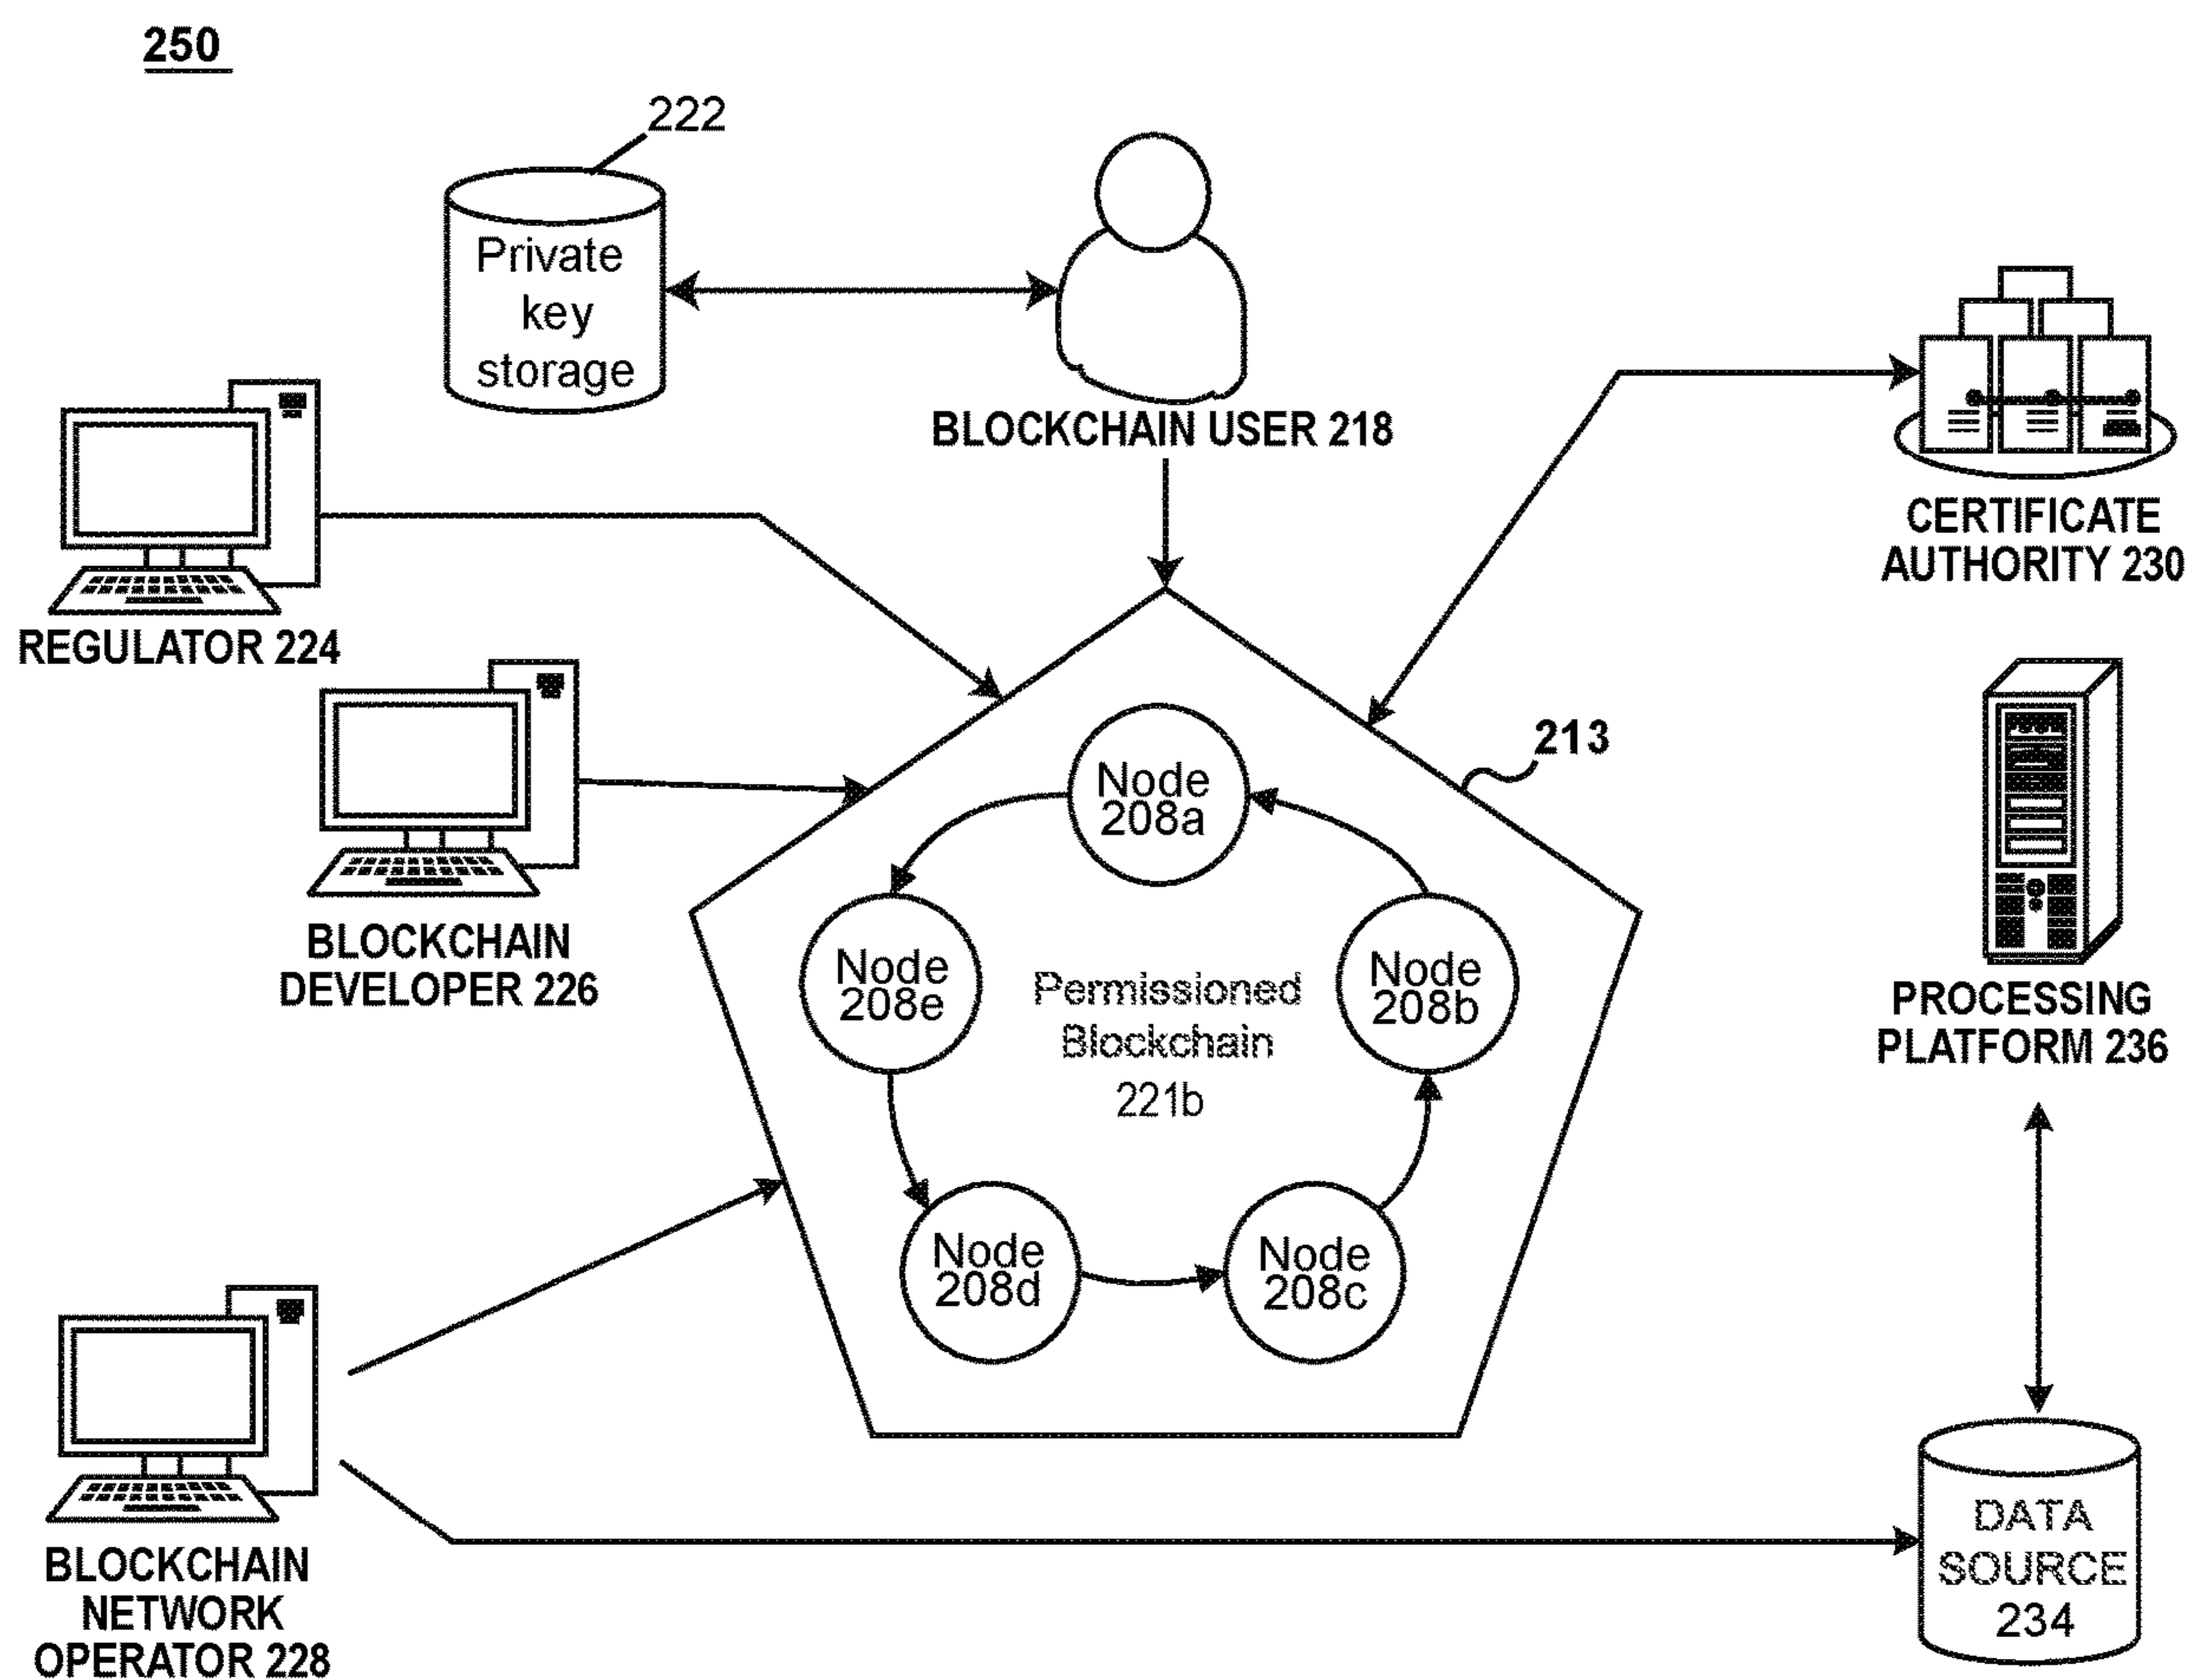 250
222
Private
key
storage
BLOCKCHAIN USER 218
CERTIFICATE
AUTHORITY 230
REGULATOR 224
213
Node
208a
BLOCKCHAIN
DEVELOPER 226
Node
208e
Permissioned
Blockchain
221b
Node
208b
PROCESSING
PLATFORM 236
Node
208d
Node
208c
BLOCKCHAIN
NETWORK
OPERATOR 228
DATA
SOURCE
234